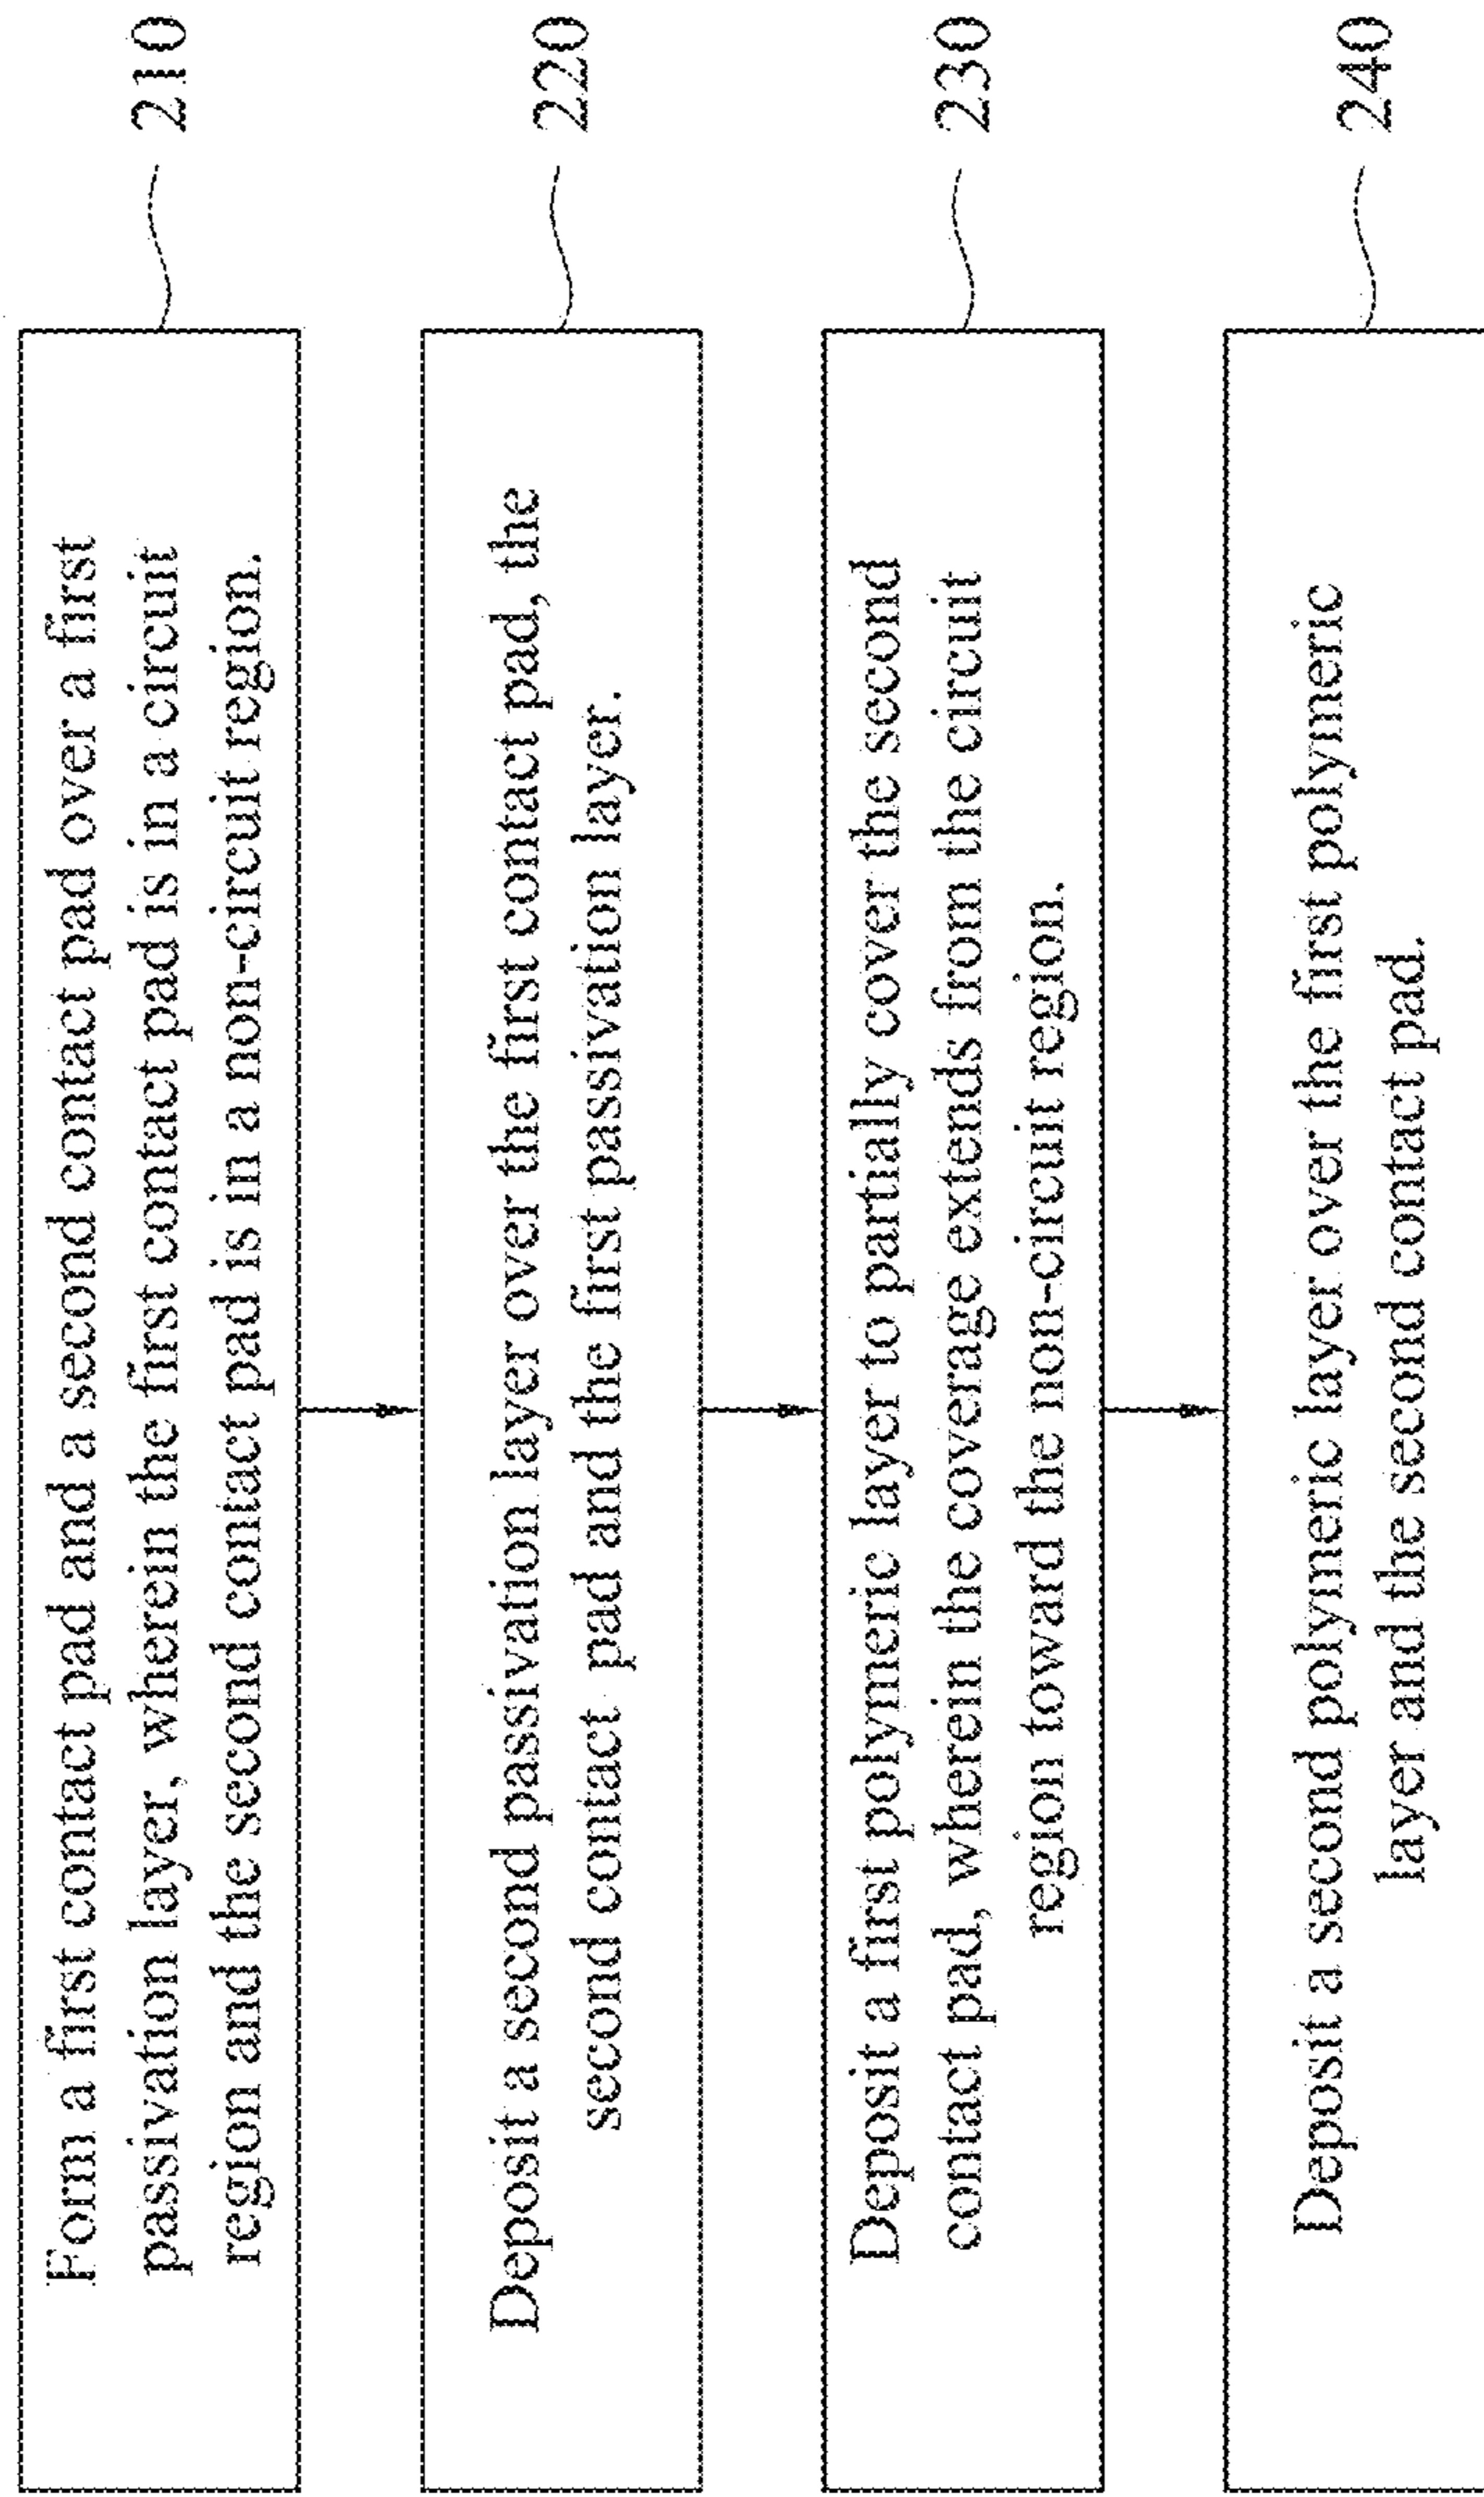 Form a first contact pad and a second contact pad over a first
passivation layer, wherein the first contact pad is in a circuit
region and the second contact pad is in a non-circuit region.
210
Deposit a second passivation layer over the first contact pad, the
second contact pad and the first passivation layer.
220
Deposit a first polymeric layer to partially cover the second
contact pad, wherein the coverage extends from the circuit
region toward the non-circuit region.
230
Deposit a second polymeric layer over the first polymeric
layer and the second contact pad.
240